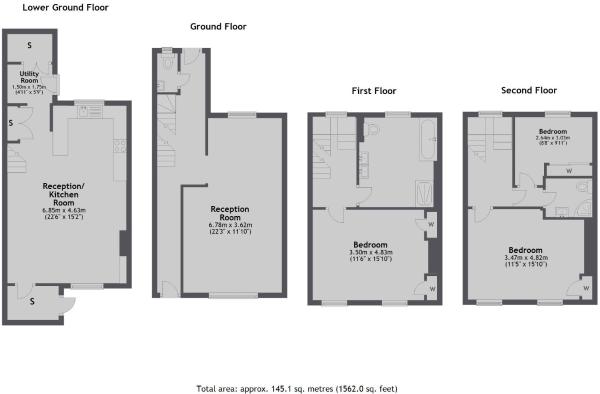 Lower Ground Floor
S
Utility
Room
1.50m x 1.75m
(4'11" x 5'9")
S
Reception/
Kitchen
Room
6.85m x 4.63m
(22'6" x 15'2")
S
Ground Floor
Reception
Room
6.78m x 3.62m
(22'3" x 11'10")
First Floor
Bedroom
3.50m x 4.83m
(11'6" x 15'10")
W
W
Second Floor
Bedroom
2.64m x 3.03m
(8'8" x 9'11")
W
Bedroom
3.47m x 4.82m
(11'5" x 15'10")
W
Total area: approx. 145.1 sq. metres (1562.0 sq. feet)